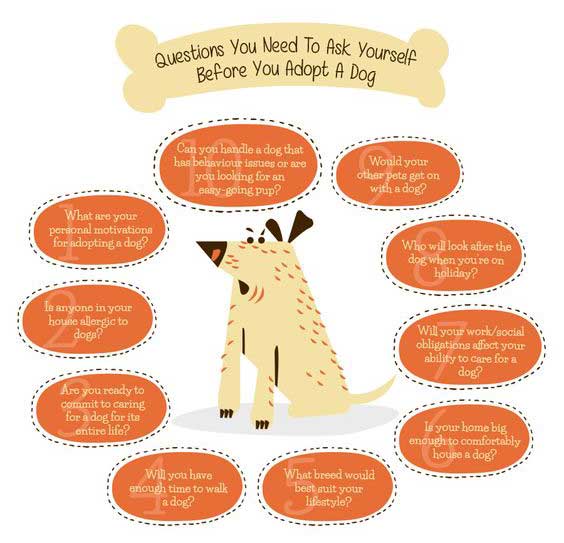 Questions You Need To Ask Yourself
Before You Adopt A Dog
1
What are your
personal motivations
for adopting a dog?
2
Is anyone in your
house allergic to
dogs?
3
Are you ready to
commit to caring
for a dog for its
entire life?
4
Will you have
enough time to walk
a dog?
5
What breed would
best suit your
lifestyle?
6
Is your home big
enough to comfortably
house a dog?
7
Will your work/social
obligations affect your
ability to care for a
dog?
8
Who will look after the
dog when you're on
holiday?
9
Would your
other pets get on
with a dog?
10
Can you handle a dog that
has behaviour issues or are
you looking for an
easy-going pup?